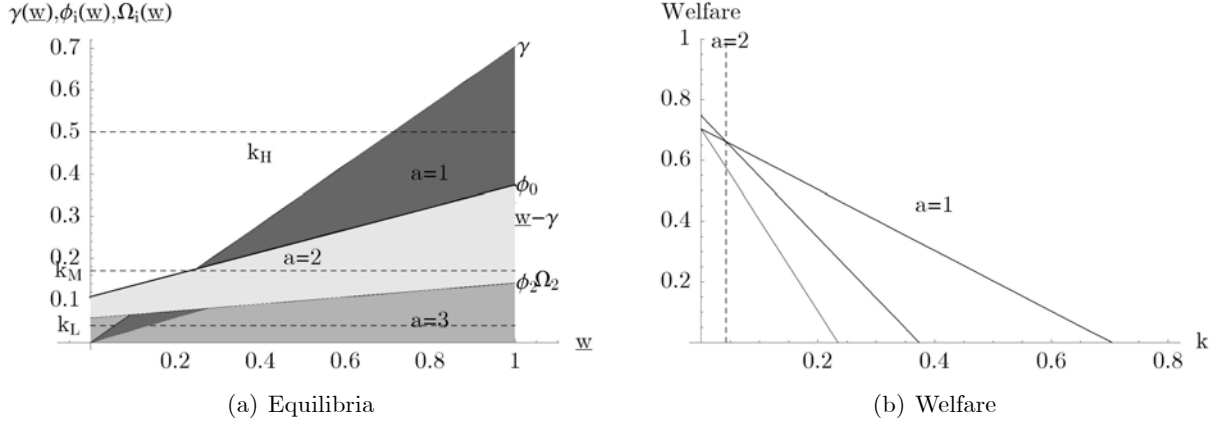 γ(w),ϕi(w),Ωi(w)
0.7
0.6
0.5
0.4
0.3
0.2
0.1
γ
kH
a=1
ϕ0
w−γ
a=2
kM
ϕ2Ω2
a=3
kL
0.2
0.4
0.6
0.8
1
w
(a) Equilibria
Welfare
1
0.8
0.6
0.4
0.2
a=2
a=1
0.2
0.4
0.6
0.8
k
(b) Welfare